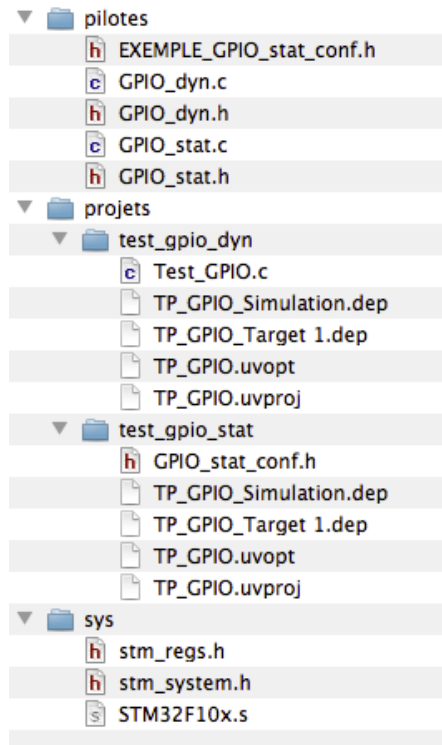 pilotes
EXEMPLE_GPIO_stat_conf.h
GPIO_dyn.c
GPIO_dyn.h
GPIO_stat.c
GPIO_stat.h
projets
test_gpio_dyn
Test_GPIO.c
TP_GPIO_Simulation.dep
TP_GPIO_Target 1.dep
TP_GPIO.uvopt
TP_GPIO.uvproj
test_gpio_stat
GPIO_stat_conf.h
TP_GPIO_Simulation.dep
TP_GPIO_Target 1.dep
TP_GPIO.uvopt
TP_GPIO.uvproj
sys
stm_regs.h
stm_system.h
STM32F10x.s